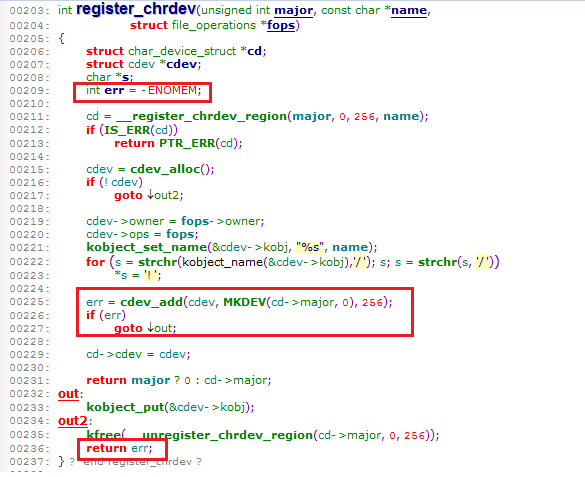 00203: int register_chrdev(unsigned int major, const char *name,
00204: struct file_operations *fops)
00205: {
00206: struct char_device_struct *cd;
00207: struct cdev *cdev;
00208: char *s;
00209: int err = -ENOMEM;
00210:
00211: cd = __register_chrdev_region(major, 0, 256, name);
00212: if (IS_ERR(cd))
00213: return PTR_ERR(cd);
00214:
00215: cdev = cdev_alloc();
00216: if (! cdev)
00217: goto ↓out2;
00218:
00219: cdev->owner = fops->owner;
00220: cdev->ops = fops;
00221: kobject_set_name(&cdev->kobj, "%s", name);
00222: for (s = strchr(kobject_name(&cdev->kobj),'/'); s; s = strchr(s, '/'))
00223: *s = '!';
00224:
00225: err = cdev_add(cdev, MKDEV(cd->major, 0), 256);
00226: if (err)
00227: goto ↓out;
00228:
00229: cd->cdev = cdev;
00230:
00231: return major ? 0 : cd->major;
00232: out:
00233: kobject_put(&cdev->kobj);
00234: out2:
00235: kfree(__unregister_chrdev_region(cd->major, 0, 256));
00236: return err;
00237: } ? end register_chrdev ?